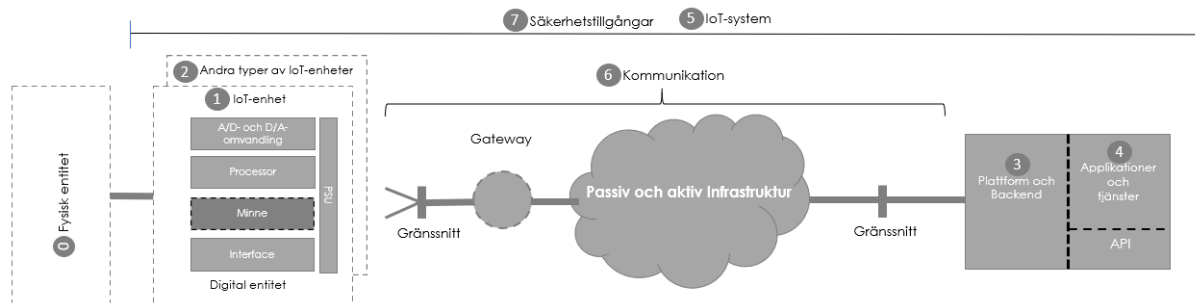 7 Säkerhetstillgångar 5 IoT-system
2 Andra typer av IoT-enheter
6 Kommunikation
1 IoT-enhet
A/D- och D/A-
omvandling
Processor
Minne
Interface
PSU
Digital entitet
0 Fysisk entitet
Gateway
Gränssnitt
Passiv och aktiv Infrastruktur
Gränssnitt
3
Plattform och
Backend
4
Applikationer
och
tjänster
API